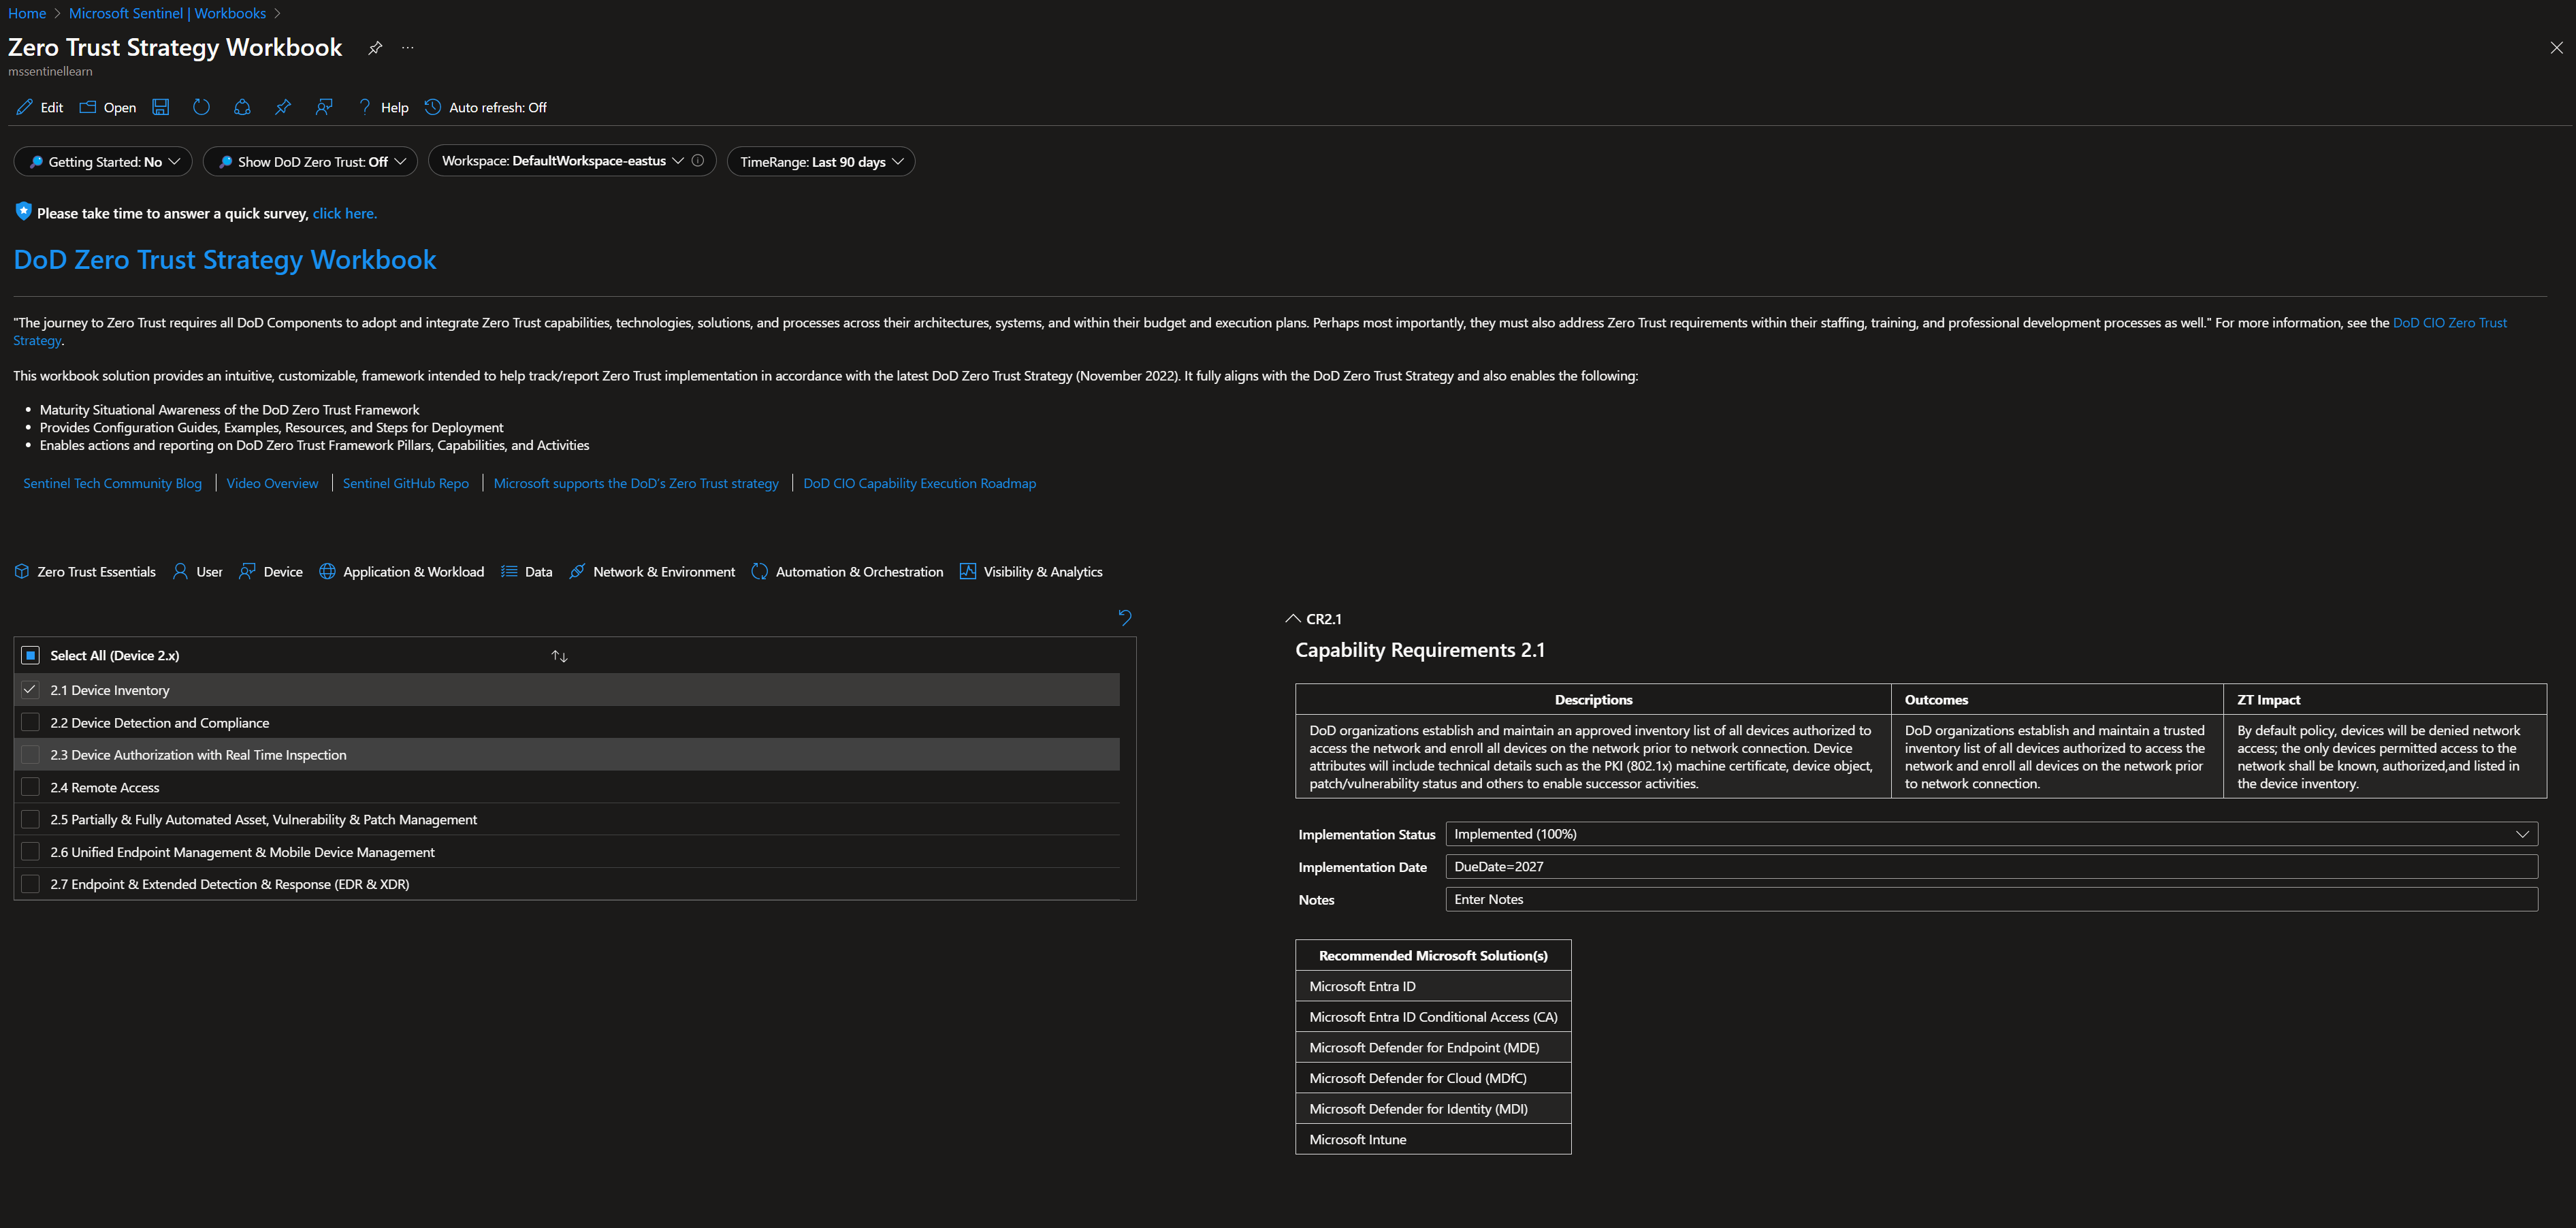 Home > Microsoft Sentinel | Workbooks >
Zero Trust Strategy Workbook ...
mssentinellearn
Edit Open Help Auto refresh: Off
Getting Started: No Show DoD Zero Trust: Off Workspace: DefaultWorkspace-eastus TimeRange: Last 90 days
Please take time to answer a quick survey, click here.
DoD Zero Trust Strategy Workbook
"The journey to Zero Trust requires all DoD Components to adopt and integrate Zero Trust capabilities, technologies, solutions, and processes across their architectures, systems, and within their budget and execution plans. Perhaps most importantly, they must also address Zero Trust requirements within their staffing, training, and professional development processes as well." For more information, see the DoD CIO Zero Trust
Strategy.
This workbook solution provides an intuitive, customizable, framework intended to help track/report Zero Trust implementation in accordance with the latest DoD Zero Trust Strategy (November 2022). It fully aligns with the DoD Zero Trust Strategy and also enables the following:
• Maturity Situational Awareness of the DoD Zero Trust Framework
• Provides Configuration Guides, Examples, Resources, and Steps for Deployment
• Enables actions and reporting on DoD Zero Trust Framework Pillars, Capabilities, and Activities
Sentinel Tech Community Blog | Video Overview | Sentinel GitHub Repo | Microsoft supports the DoD's Zero Trust strategy | DoD CIO Capability Execution Roadmap
Zero Trust Essentials User Device Application & Workload Data Network & Environment Automation & Orchestration Visibility & Analytics
Select All (Device 2.x)
2.1 Device Inventory
2.2 Device Detection and Compliance
2.3 Device Authorization with Real Time Inspection
2.4 Remote Access
2.5 Partially & Fully Automated Asset, Vulnerability & Patch Management
2.6 Unified Endpoint Management & Mobile Device Management
2.7 Endpoint & Extended Detection & Response (EDR & XDR)
CR2.1
Capability Requirements 2.1
Descriptions
DoD organizations establish and maintain an approved inventory list of all devices authorized to
access the network and enroll all devices on the network prior to network connection. Device
attributes will include technical details such as the PKI (802.1x) machine certificate, device object,
patch/vulnerability status and others to enable successor activities.
Outcomes
DoD organizations establish and maintain a trusted
inventory list of all devices authorized to access the
network and enroll all devices on the network prior
to network connection.
ZT Impact
By default policy, devices will be denied network
access; the only devices permitted access to the
network shall be known, authorized,and listed in
the device inventory.
Implementation Status Implemented (100%)
Implementation Date DueDate=2027
Notes Enter Notes
Recommended Microsoft Solution(s)
Microsoft Entra ID
Microsoft Entra ID Conditional Access (CA)
Microsoft Defender for Endpoint (MDE)
Microsoft Defender for Cloud (MDfC)
Microsoft Defender for Identity (MDI)
Microsoft Intune